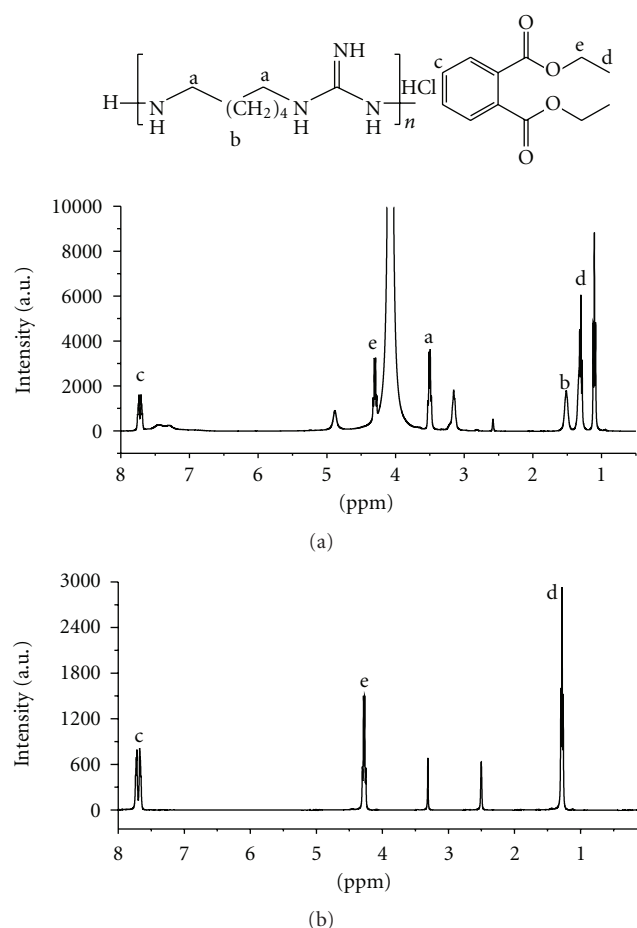 NH
a a c e d
H N H (CH₂)₄ N H N H n HCl O O O O
b
10000
8000
6000
4000
2000
0
Intensity (a.u.)
c e a d b
8 7 6 5 4 3 2 1
(ppm)
(a)
3000
2400
1800
1200
600
0
Intensity (a.u.)
c e d
8 7 6 5 4 3 2 1
(ppm)
(b)